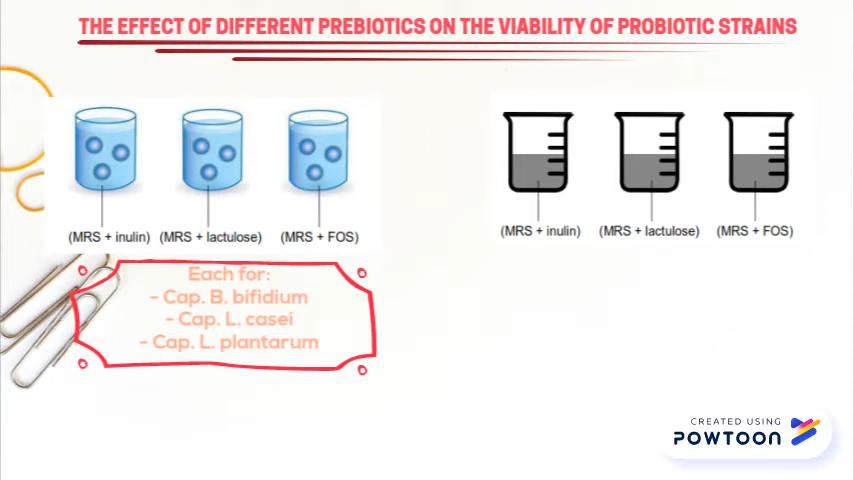 THE EFFECT OF DIFFERENT PREBIOTICS ON THE VIABILITY OF PROBIOTIC STRAINS
(MRS + inulin) (MRS + lactulose) (MRS + FOS)
(MRS + inulin) (MRS + lactulose) (MRS + FOS)
Each for:
- Cap. B. bifidium
- Cap. L. casei
- Cap. L. plantarum
CREATED USING
POWTOON